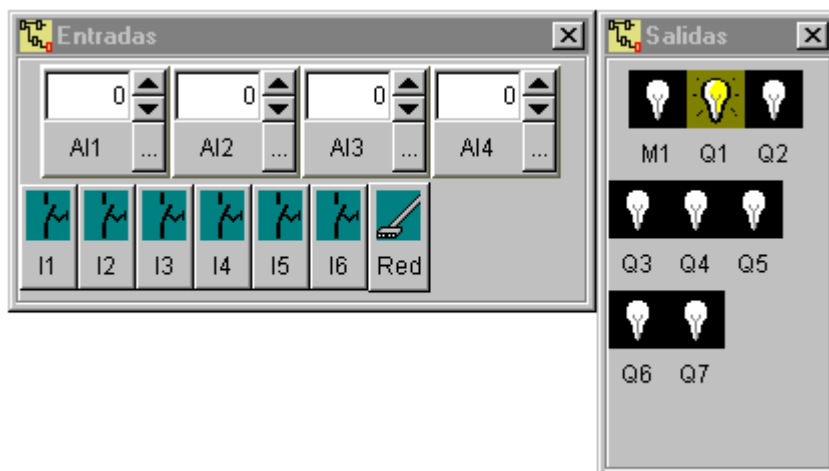 Entradas
0 0 0 0
AI1 ... AI2 ... AI3 ... AI4 ...
I1 I2 I3 I4 I5 I6 Red
Salidas
M1 Q1 Q2
Q3 Q4 Q5
Q6 Q7